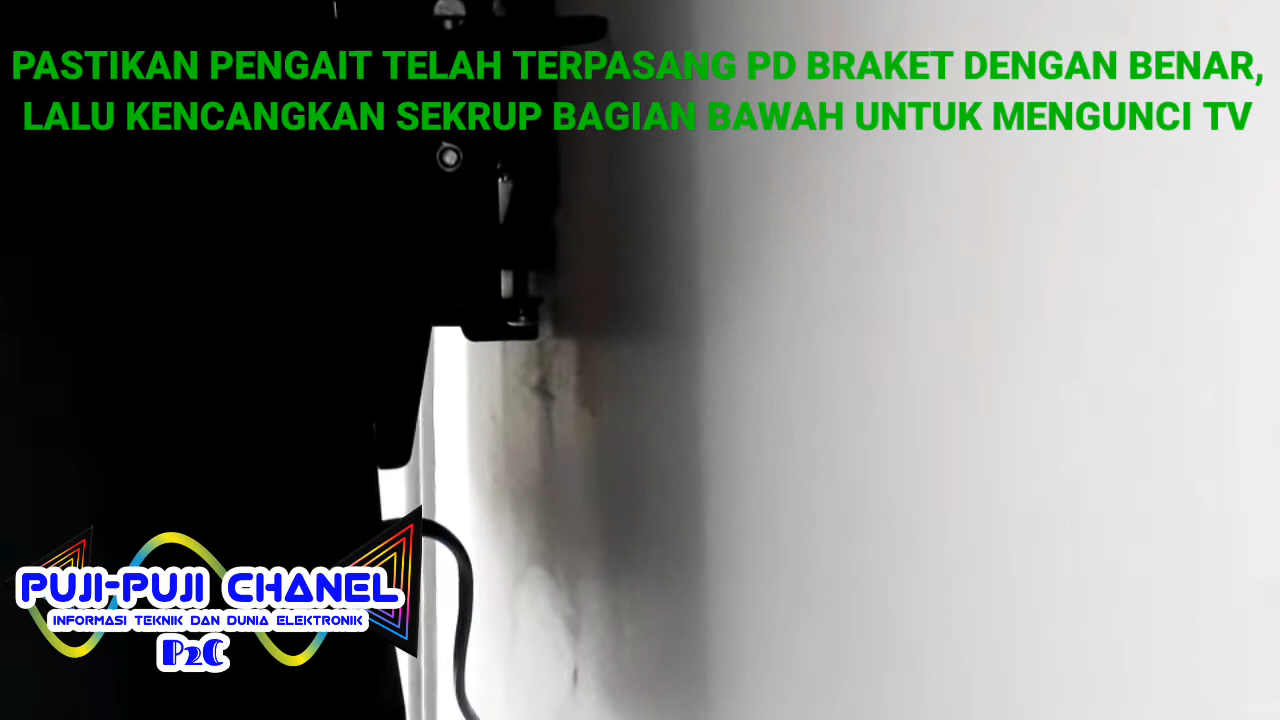 PASTIKAN PENGAIT TELAH TERPASANG PD BRAKET DENGAN BENAR,
LALU KENCANGKAN SEKRUP BAGIAN BAWAH UNTUK MENGUNCI TV
PUJI-PUJI CHANEL
INFORMASI TEKNIK DAN DUNIA ELEKTRONIK
P2C